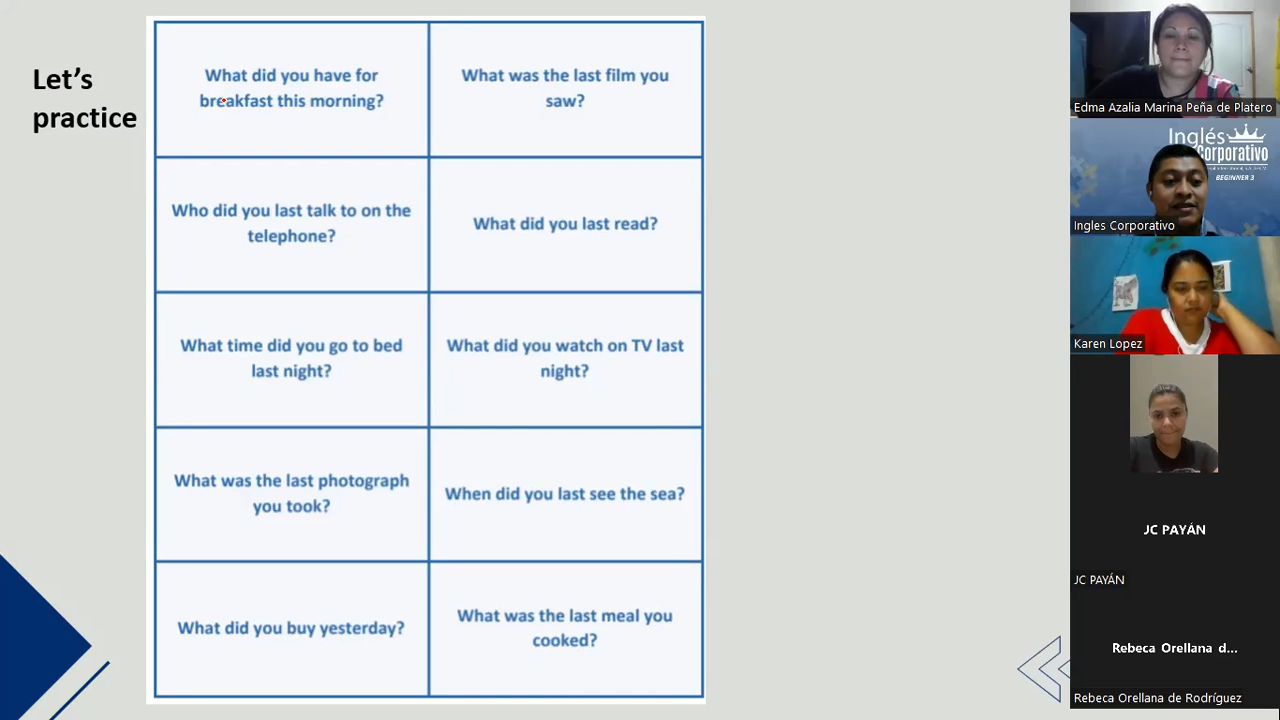 Let's
practice
What did you have for
breakfast this morning?
What was the last film you
saw?
Who did you last talk to on the
telephone?
What did you last read?
What time did you go to bed
last night?
What did you watch on TV last
night?
What was the last photograph
you took?
When did you last see the sea?
What did you buy yesterday?
What was the last meal you
cooked?
Edma Azalia Marina Peña de Platero
Inglés
Corporativo
BEGINNER 3
Ingles Corporativo
Karen Lopez
JC PAYÁN
JC PAYÁN
Rebeca Orellana d...
Rebeca Orellana de Rodríguez